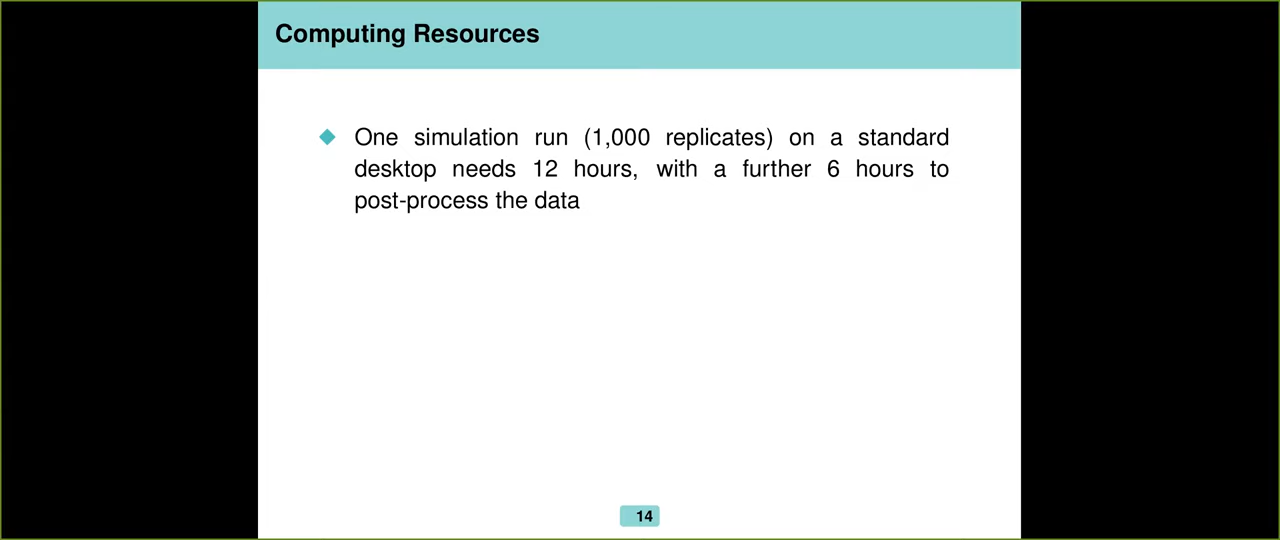 Computing Resources
One simulation run (1,000 replicates) on a standard
desktop needs 12 hours, with a further 6 hours to
post-process the data
14